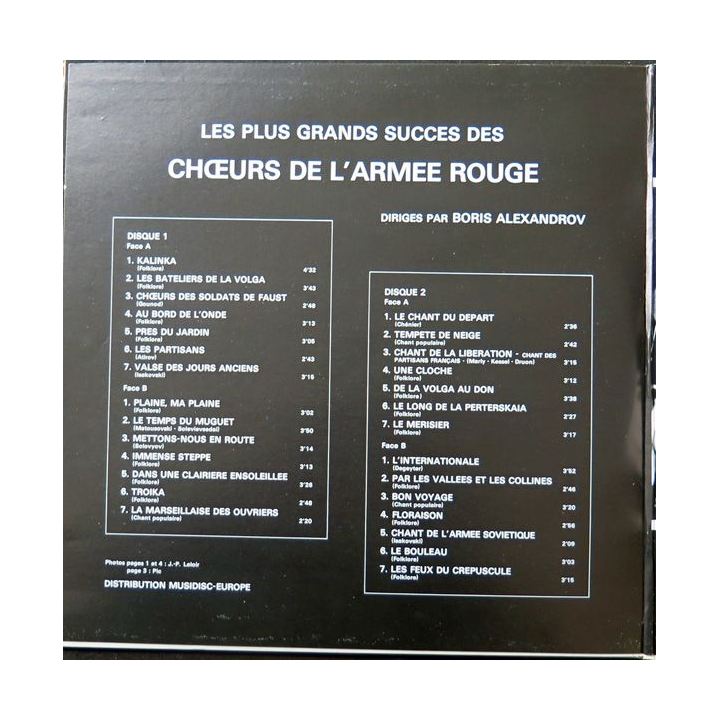 LES PLUS GRANDS SUCCES DES
CHŒURS DE L'ARMEE ROUGE
DIRIGES PAR BORIS ALEXANDROV
DISQUE 1
Face A
1. KALINKA
(Folklore) 4'32
2. LES BATELIERS DE LA VOLGA
(Folklore) 3'43
3. CHŒURS DES SOLDATS DE FAUST
(Gounod) 2'48
4. AU BORD DE L'ONDE
(Folklore) 3'13
5. PRES DU JARDIN
(Folklore) 3'05
6. LES PARTISANS
(Atirov) 2'43
7. VALSE DES JOURS ANCIENS
(Isakovski) 3'15
Face B
1. PLAINE, MA PLAINE
(Folklore) 3'02
2. LE TEMPS DU MUGUET
(Matousovski - Solovievsedoi) 3'50
3. METTONS-NOUS EN ROUTE
(Solovyov) 3'14
4. IMMENSE STEPPE
(Folklore) 3'13
5. DANS UNE CLAIRIERE ENSOLEILLEE
(Folklore) 3'26
6. TROIKA
(Folklore) 2'48
7. LA MARSEILLAISE DES OUVRIERS
(Chant populaire) 2'20
Photos pages 1 et 4 : J.-P. Leloir
page 3 : Pic
DISTRIBUTION MUSIDISC-EUROPE
DISQUE 2
Face A
1. LE CHANT DU DEPART
(Chénier) 2'36
2. TEMPETE DE NEIGE
(Chant populaire) 2'42
3. CHANT DE LA LIBERATION - CHANT DES
PARTISANS FRANÇAIS - (Marly - Kessel - Druon) 3'15
4. UNE CLOCHE
(Folklore) 3'12
5. DE LA VOLGA AU DON
(Folklore) 3'36
6. LE LONG DE LA PERTERSKAIA
(Folklore) 2'27
7. LE MERISIER
(Folklore) 3'17
Face B
1. L'INTERNATIONALE
(Degeyter) 3'52
2. PAR LES VALLEES ET LES COLLINES
(Folklore) 2'46
3. BON VOYAGE
(Chant populaire) 3'20
4. FLORAISON
(Folklore) 2'56
5. CHANT DE L'ARMEE SOVIETIQUE
(Isakovski) 2'09
6. LE BOULEAU
(Folklore) 3'03
7. LES FEUX DU CREPUSCULE
(Folklore) 3'15